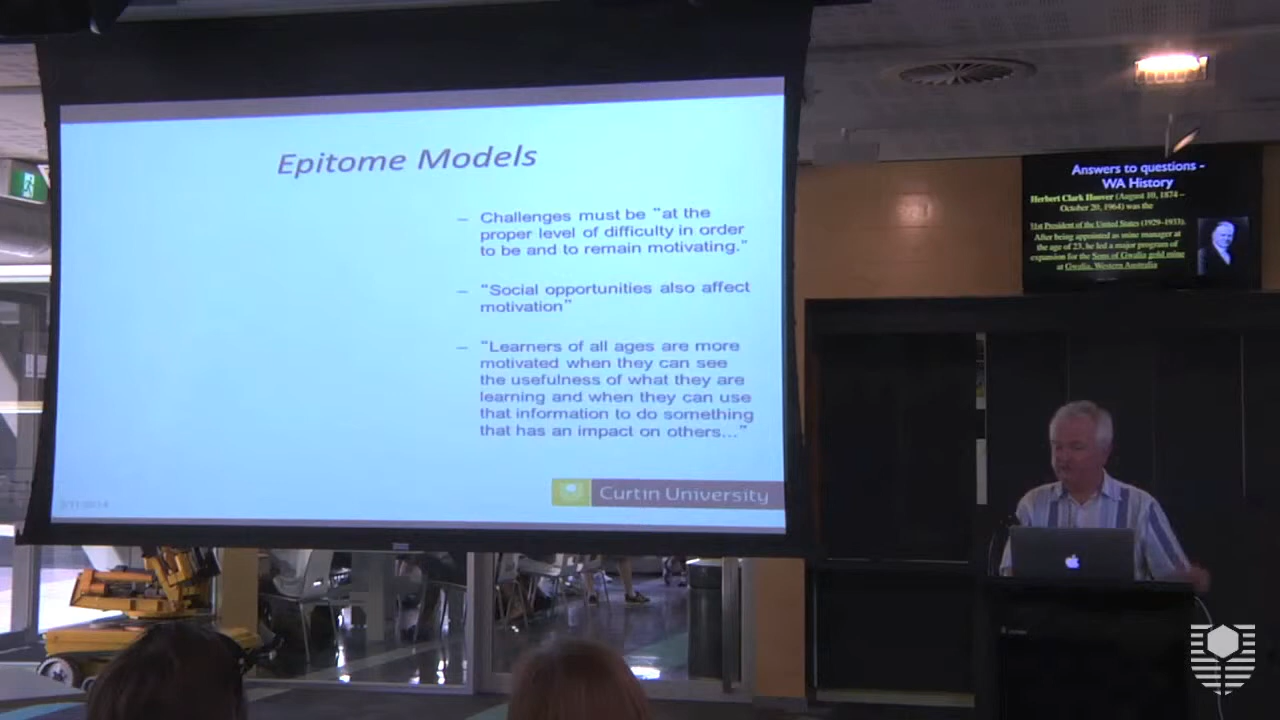 Epitome Models
– Challenges must be "at the
proper level of difficulty in order
to be and to remain motivating."
– "Social opportunities also affect
motivation"
– "Learners of all ages are more
motivated when they can see
the usefulness of what they are
learning and when they can use
that information to do something
that has an impact on others..."
Curtin University
Answers to questions -
WA History
Herbert Clark Hoover (August 10, 1874 –
October 20, 1964) was the
31st President of the United States (1929–1933).
After being appointed as mine manager at
the age of 23, he led a major program of
expansion for the Sons of Gwalia gold mine
at Gwalia, Western Australia